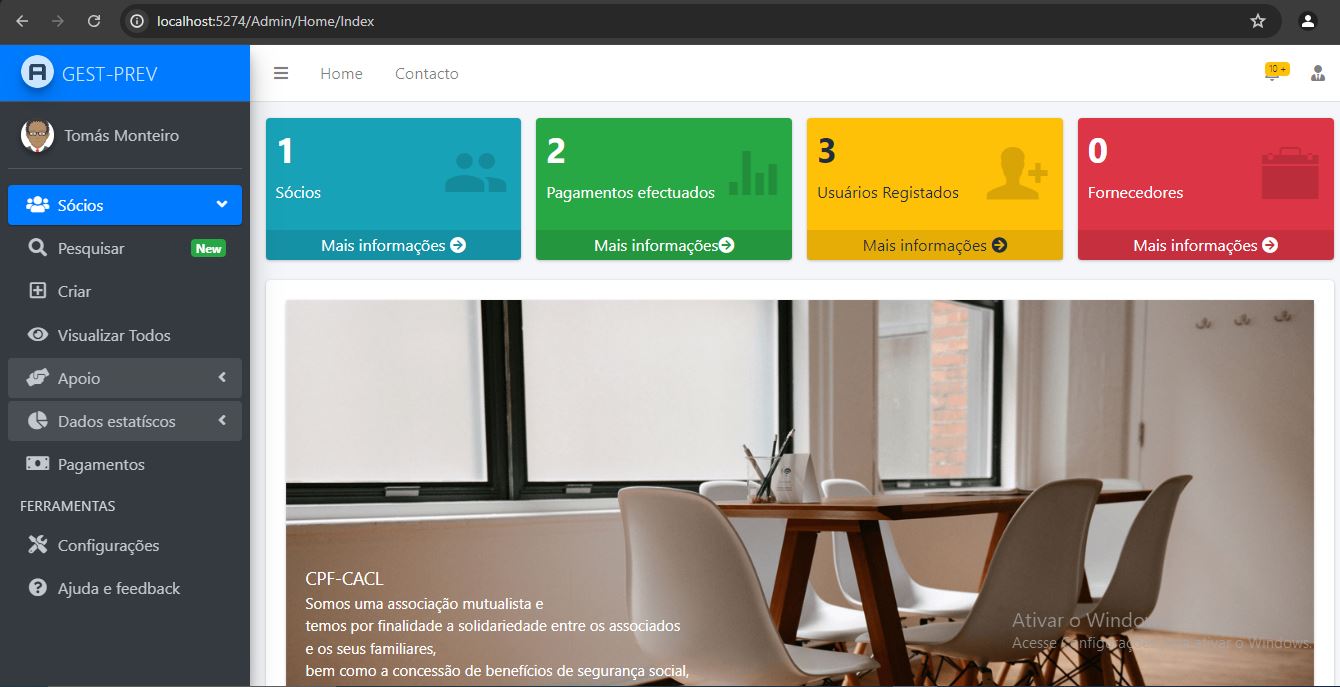 localhost:5274/Admin/Home/Index
GEST-PREV
Home
Contacto
10 +
Tomás Monteiro
Sócios
Pesquisar
New
Criar
Visualizar Todos
Apoio
Dados estatíscos
Pagamentos
FERRAMENTAS
Configurações
Ajuda e feedback
1
Sócios
Mais informações
2
Pagamentos efectuados
Mais informações
3
Usuários Registados
Mais informações
0
Fornecedores
Mais informações
CPF-CACL
Somos uma associação mutualista e
temos por finalidade a solidariedade entre os associados
e os seus familiares,
bem como a concessão de benefícios de segurança social,
Ativar o Windows
Acesse ativar o Windows.